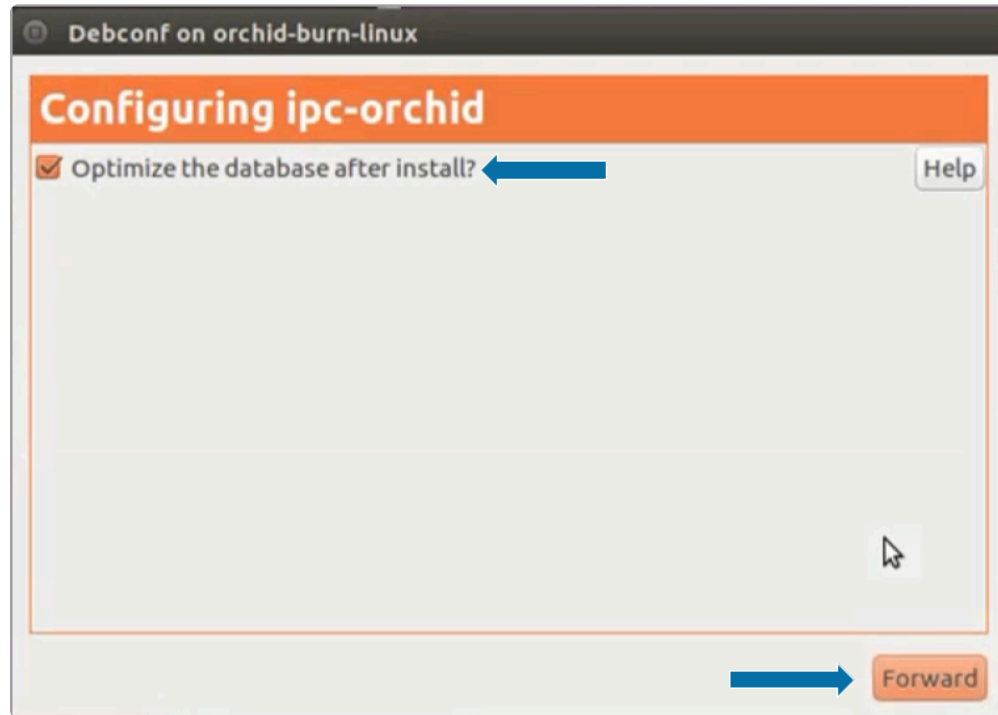 Debconf on orchid-burn-linux
Configuring ipc-orchid
Optimize the database after install?
Help
Forward